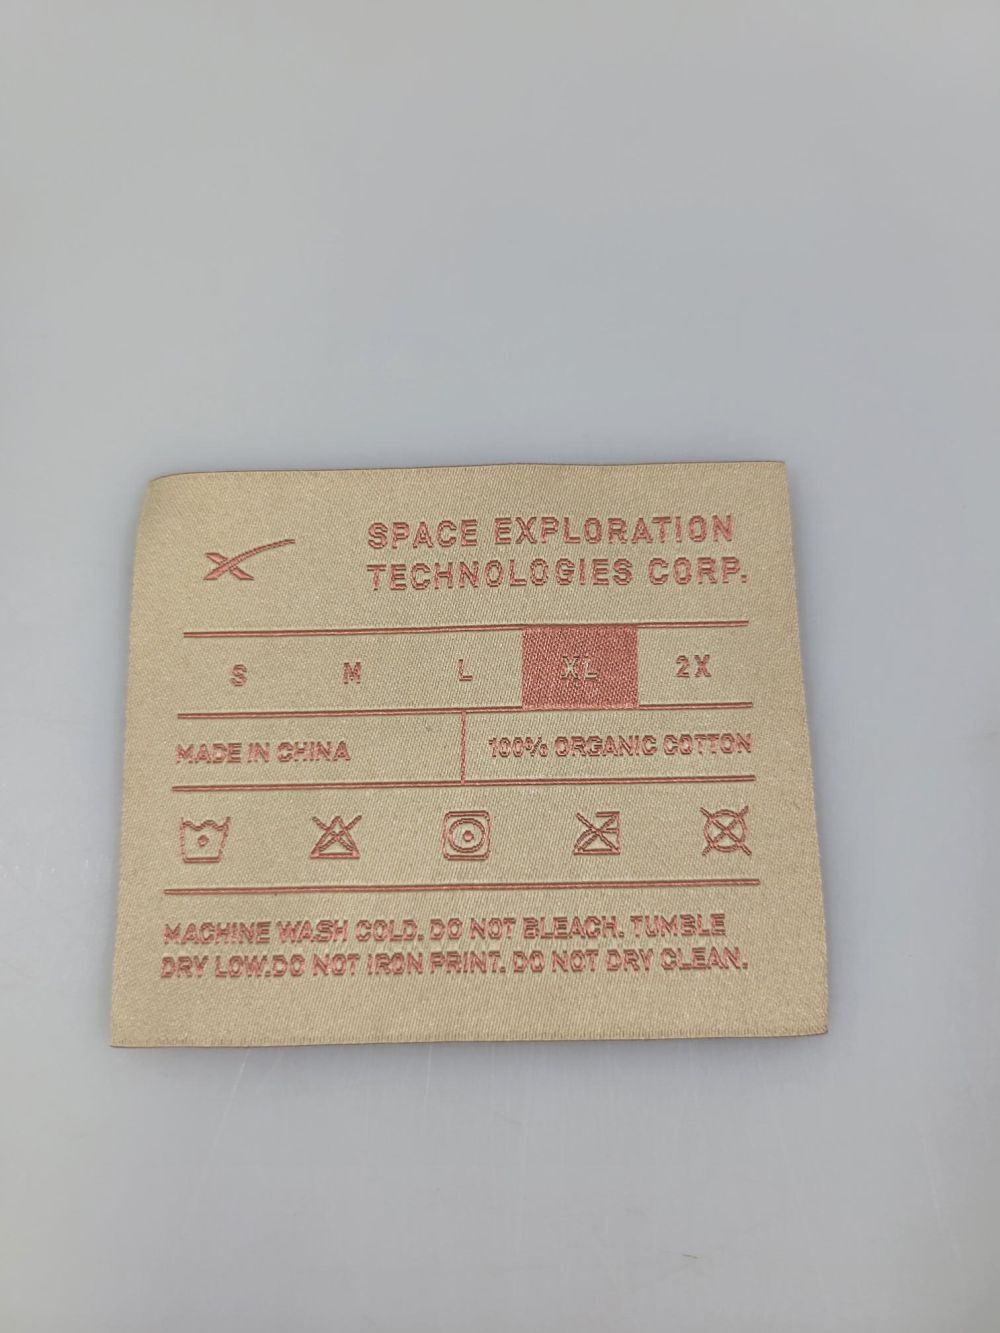 SPACE EXPLORATION
TECHNOLOGIES CORP.
S M L XL 2X
MADE IN CHINA 100% ORGANIC COTTON
MACHINE WASH COLD. DO NOT BLEACH. TUMBLE
DRY LOW.DO NOT IRON PRINT. DO NOT DRY CLEAN.